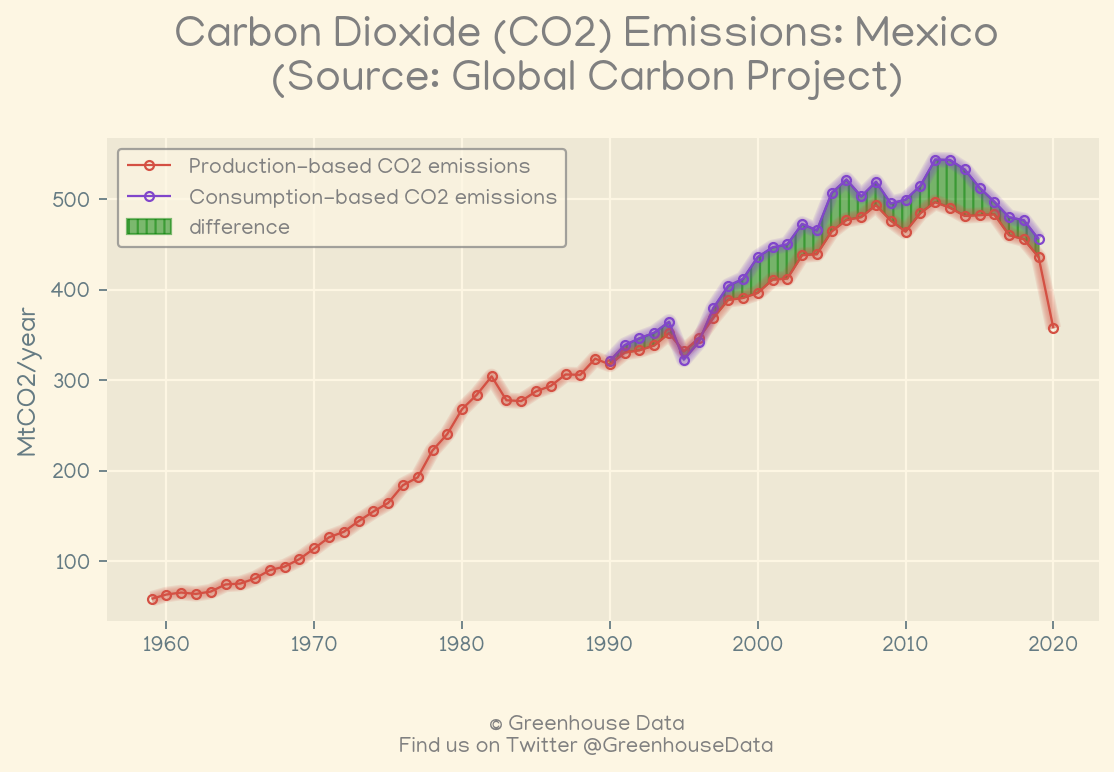 Carbon Dioxide (CO2) Emissions: Mexico
(Source: Global Carbon Project)
Production-based CO2 emissions
Consumption-based CO2 emissions
difference
MtCO2/year
500
400
300
200
100
1960
1970
1980
1990
2000
2010
2020
© Greenhouse Data
Find us on Twitter @GreenhouseData